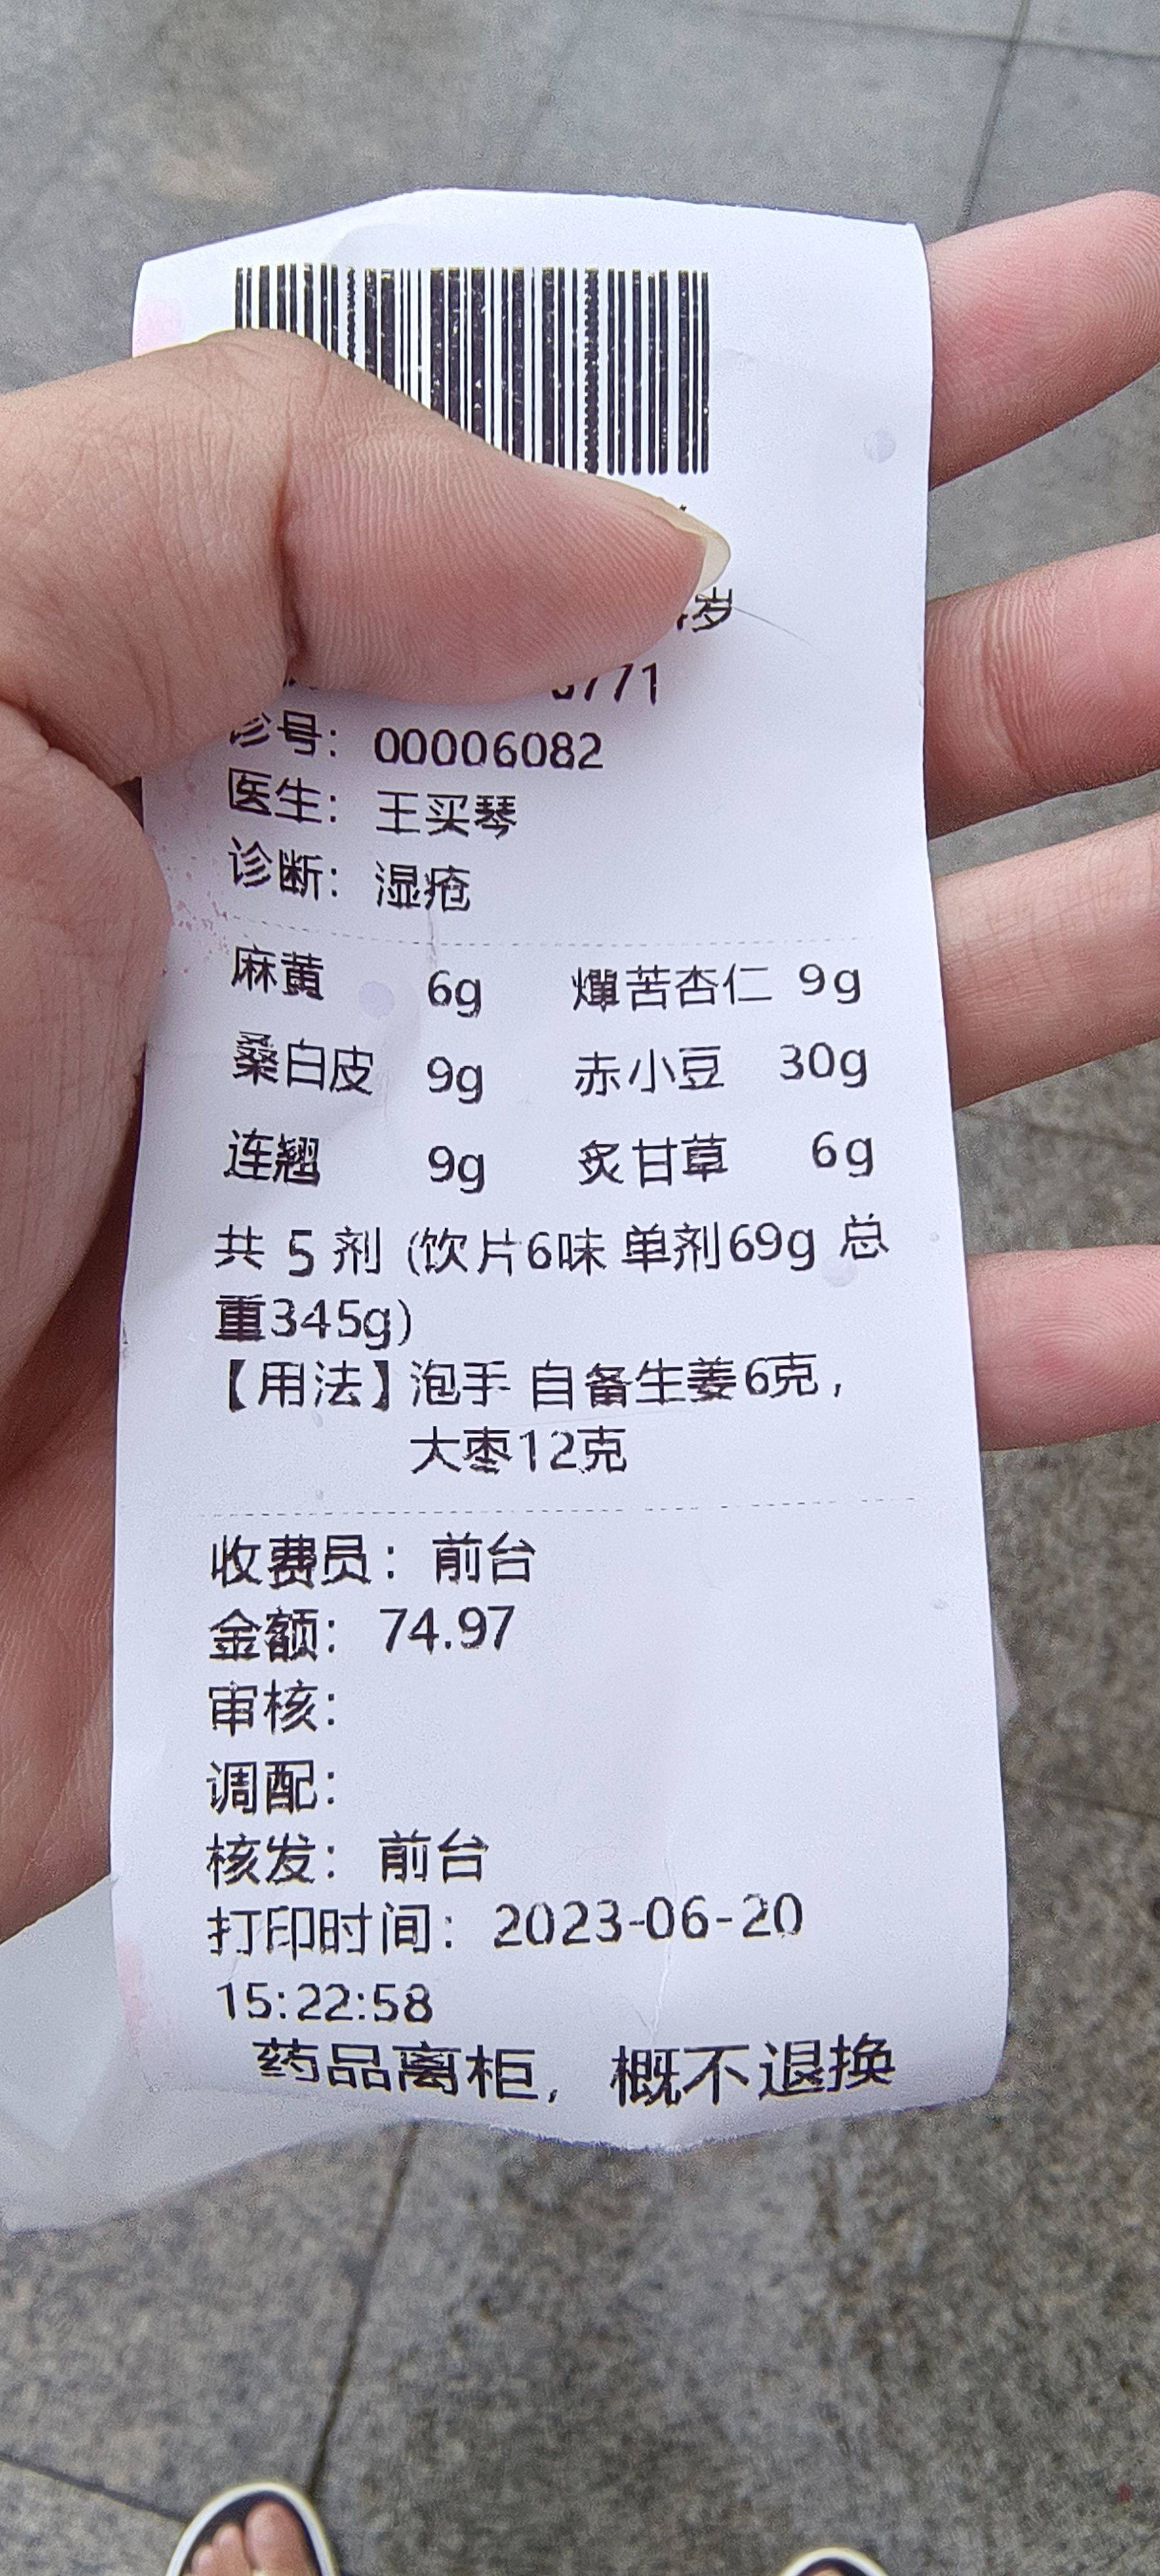 岁
771
诊号：00006082
医生：王买琴
诊断：湿疮
麻黄 6g 燀苦杏仁 9g
桑白皮 9g 赤小豆 30g
连翘 9g 炙甘草 6g
共 5 剂 (饮片6味 单剂69g 总
重345g)
【用法】泡手 自备生姜6克，
大枣12克
收费员：前台
金额：74.97
审核：
调配：
核发：前台
打印时间：2023-06-20
15:22:58
药品离柜，概不退换